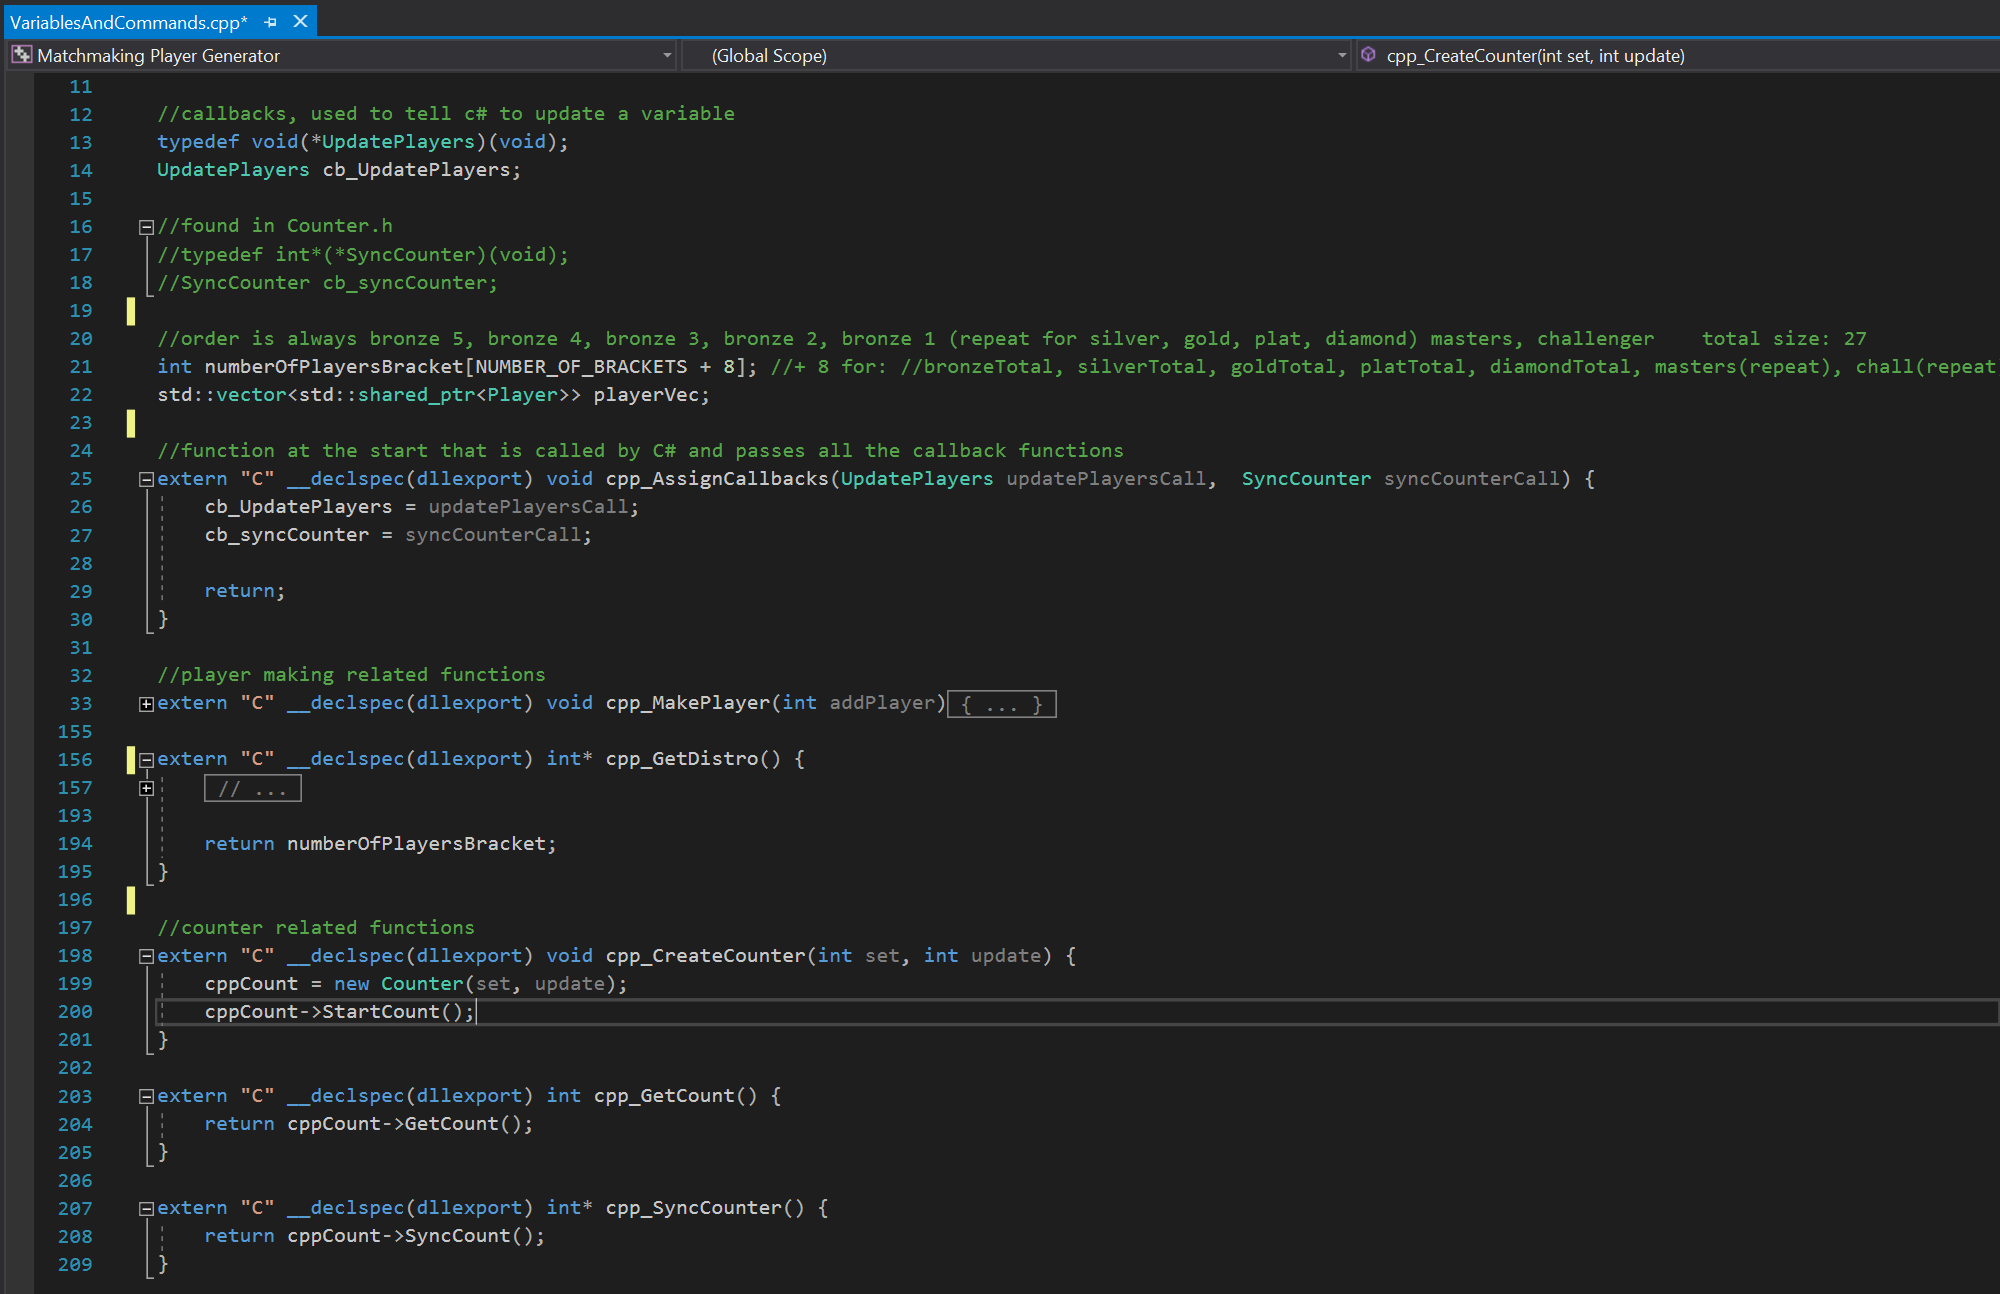 VariablesAndCommands.cpp*
Matchmaking Player Generator (Global Scope) cpp_CreateCounter(int set, int update)
11
12 //callbacks, used to tell c# to update a variable
13 typedef void(*UpdatePlayers)(void);
14 UpdatePlayers cb_UpdatePlayers;
15
16 //found in Counter.h
17 //typedef int*(*SyncCounter)(void);
18 //SyncCounter cb_syncCounter;
19
20 //order is always bronze 5, bronze 4, bronze 3, bronze 2, bronze 1 (repeat for silver, gold, plat, diamond) masters, challenger    total size: 27
21 int numberOfPlayersBracket[NUMBER_OF_BRACKETS + 8]; //+ 8 for: //bronzeTotal, silverTotal, goldTotal, platTotal, diamondTotal, masters(repeat), chall(repeat
22 std::vector<std::shared_ptr<Player>> playerVec;
23
24 //function at the start that is called by C# and passes all the callback functions
25 extern "C" __declspec(dllexport) void cpp_AssignCallbacks(UpdatePlayers updatePlayersCall,  SyncCounter syncCounterCall) {
26     cb_UpdatePlayers = updatePlayersCall;
27     cb_syncCounter = syncCounterCall;
28
29     return;
30 }
31
32 //player making related functions
33 extern "C" __declspec(dllexport) void cpp_MakePlayer(int addPlayer) { ... }
155
156 extern "C" __declspec(dllexport) int* cpp_GetDistro() {
157     // ...
193
194     return numberOfPlayersBracket;
195 }
196
197 //counter related functions
198 extern "C" __declspec(dllexport) void cpp_CreateCounter(int set, int update) {
199     cppCount = new Counter(set, update);
200     cppCount->StartCount();
201 }
202
203 extern "C" __declspec(dllexport) int cpp_GetCount() {
204     return cppCount->GetCount();
205 }
206
207 extern "C" __declspec(dllexport) int* cpp_SyncCounter() {
208     return cppCount->SyncCount();
209 }